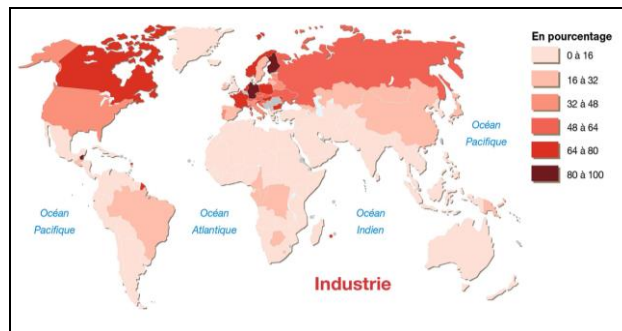 En pourcentage
0 à 16
16 à 32
32 à 48
48 à 64
64 à 80
80 à 100
Océan
Pacifique
Océan
Pacifique
Océan
Atlantique
Océan
Indien
Industrie